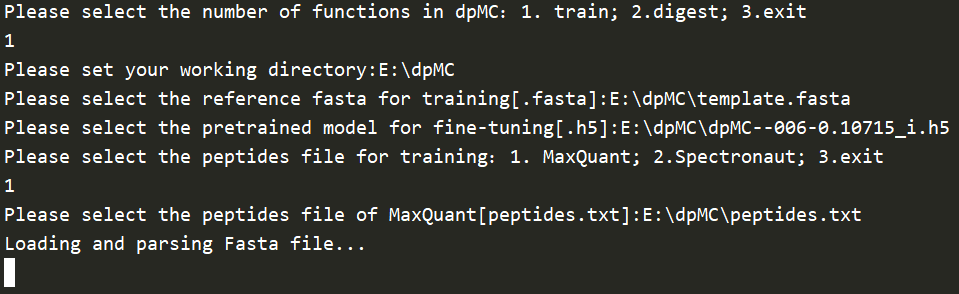 Please select the number of functions in dpMC: 1. train; 2.digest; 3.exit
1
Please set your working directory:E:\dpMC
Please select the reference fasta for training[.fasta]:E:\dpMC\template.fasta
Please select the pretrained model for fine-tuning[.h5]:E:\dpMC\dpMC--006-0.10715_i.h5
Please select the peptides file for training: 1. MaxQuant; 2.Spectronaut; 3.exit
1
Please select the peptides file of MaxQuant[peptides.txt]:E:\dpMC\peptides.txt
Loading and parsing Fasta file...